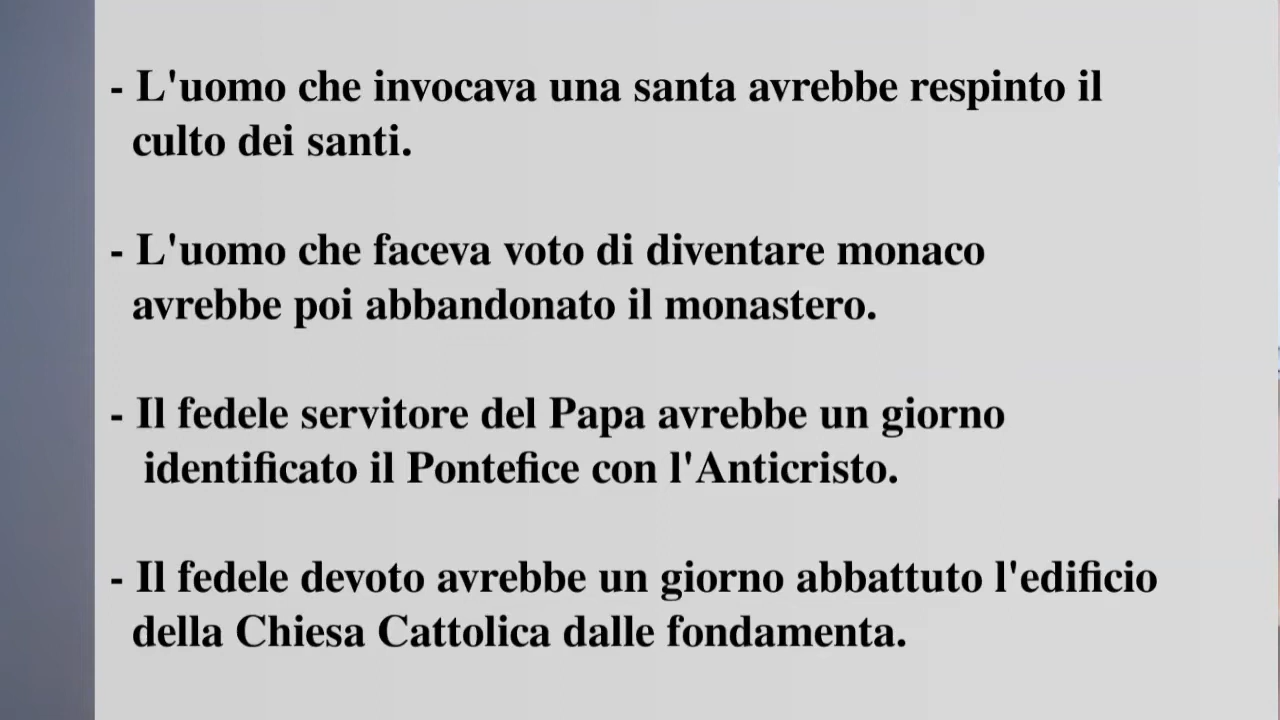 - L'uomo che invocava una santa avrebbe respinto il
culto dei santi.
- L'uomo che faceva voto di diventare monaco
avrebbe poi abbandonato il monastero.
- Il fedele servitore del Papa avrebbe un giorno
identificato il Pontefice con l'Anticristo.
- Il fedele devoto avrebbe un giorno abbattuto l'edificio
della Chiesa Cattolica dalle fondamenta.